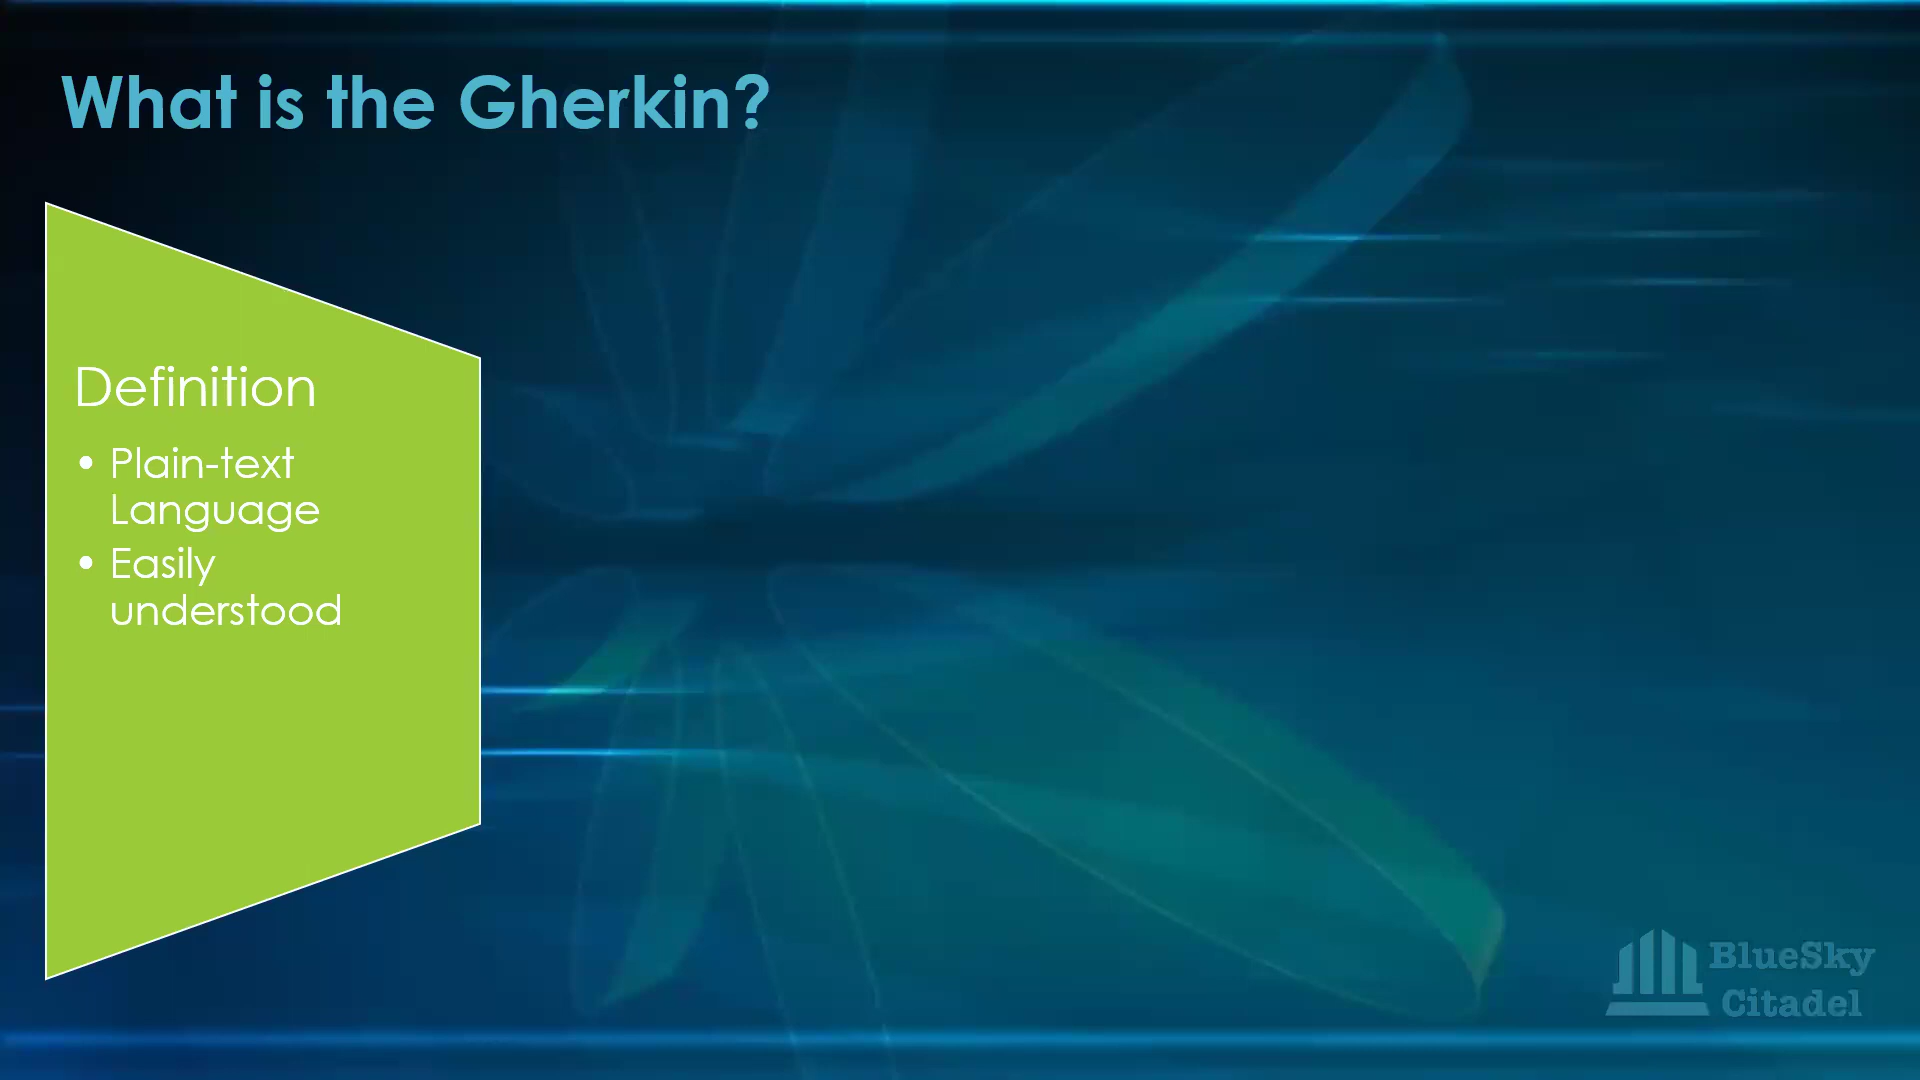 What is the Gherkin?
Definition
• Plain-text
Language
• Easily
understood
BlueSky
Citadel